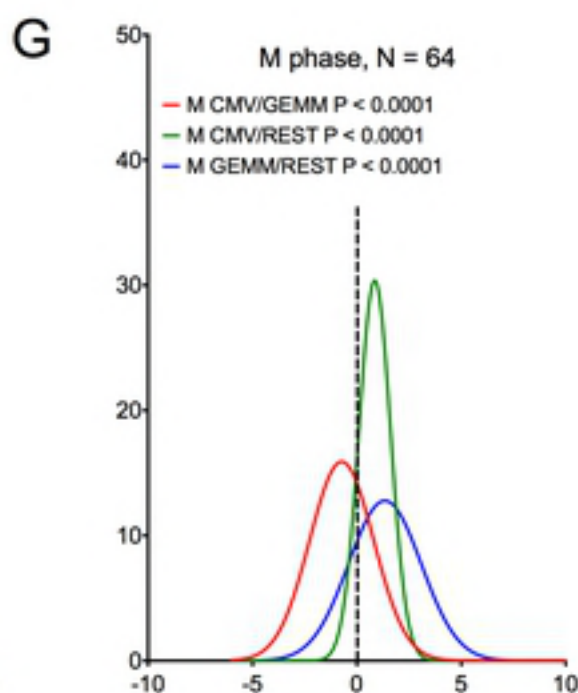 G
M phase, N = 64
M CMV/GEMM P < 0.0001
M CMV/REST P < 0.0001
M GEMM/REST P < 0.0001
50
40
30
20
10
0
-10 -5 0 5 10